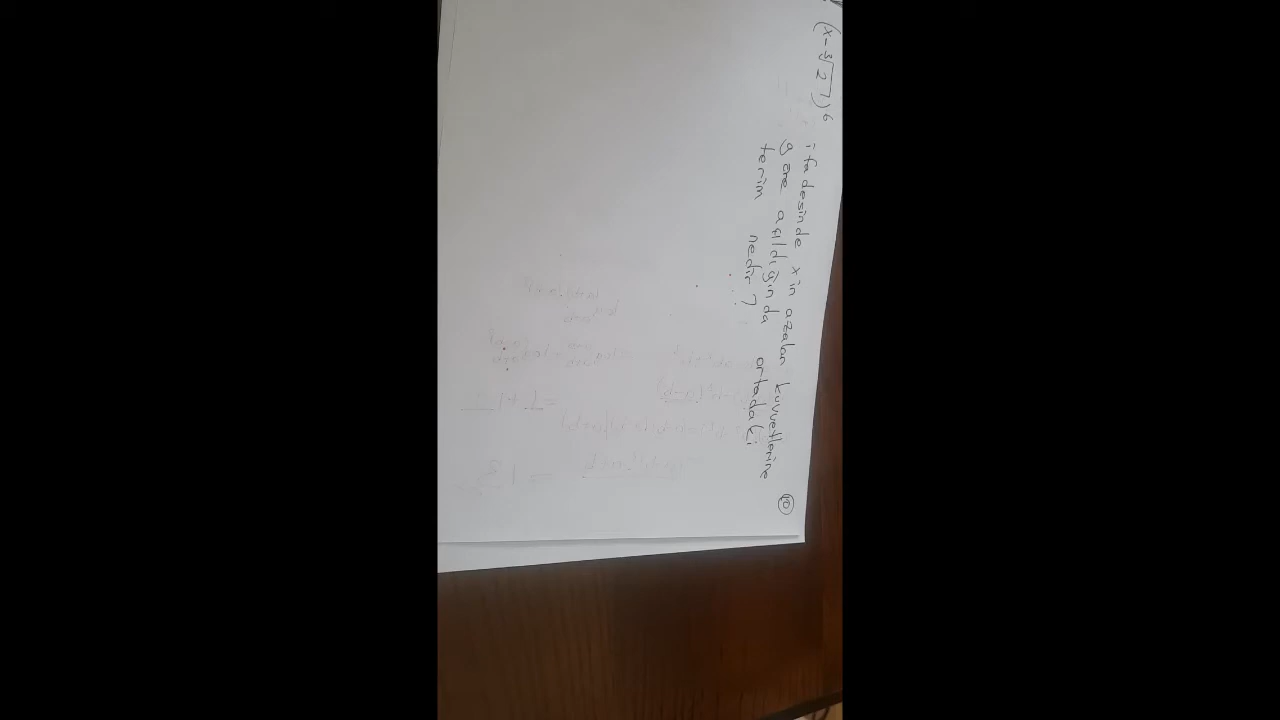 (x-³√2)⁶
ifadesinde x in azalan kuvvetlerine
göre açıldığında ortadaki
terim nedir ?
10